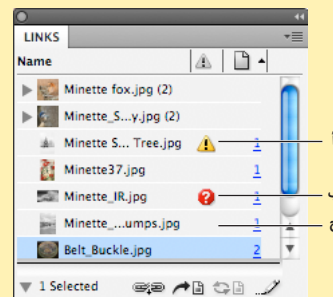 LINKS
Name
Minette fox.jpg (2)
Minette_S...y.jpg (2)
Minette S... Tree.jpg 1
Minette37.jpg 1
Minette_IR.jpg 1
Minette_...umps.jpg 1
Belt_Buckle.jpg 2
1 Selected